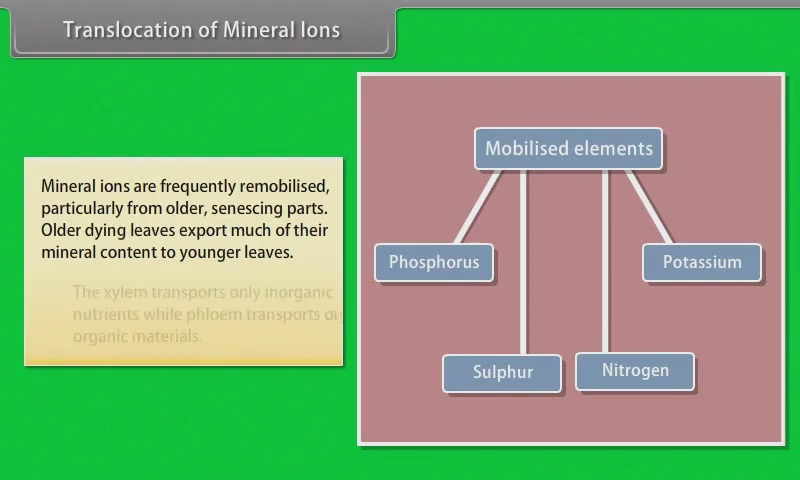 Translocation of Mineral Ions
Mineral ions are frequently remobilised,
particularly from older, senescing parts.
Older dying leaves export much of their
mineral content to younger leaves.
The xylem transports only inorganic
nutrients while phloem transports
organic materials.
Mobilised elements
Phosphorus
Potassium
Sulphur
Nitrogen